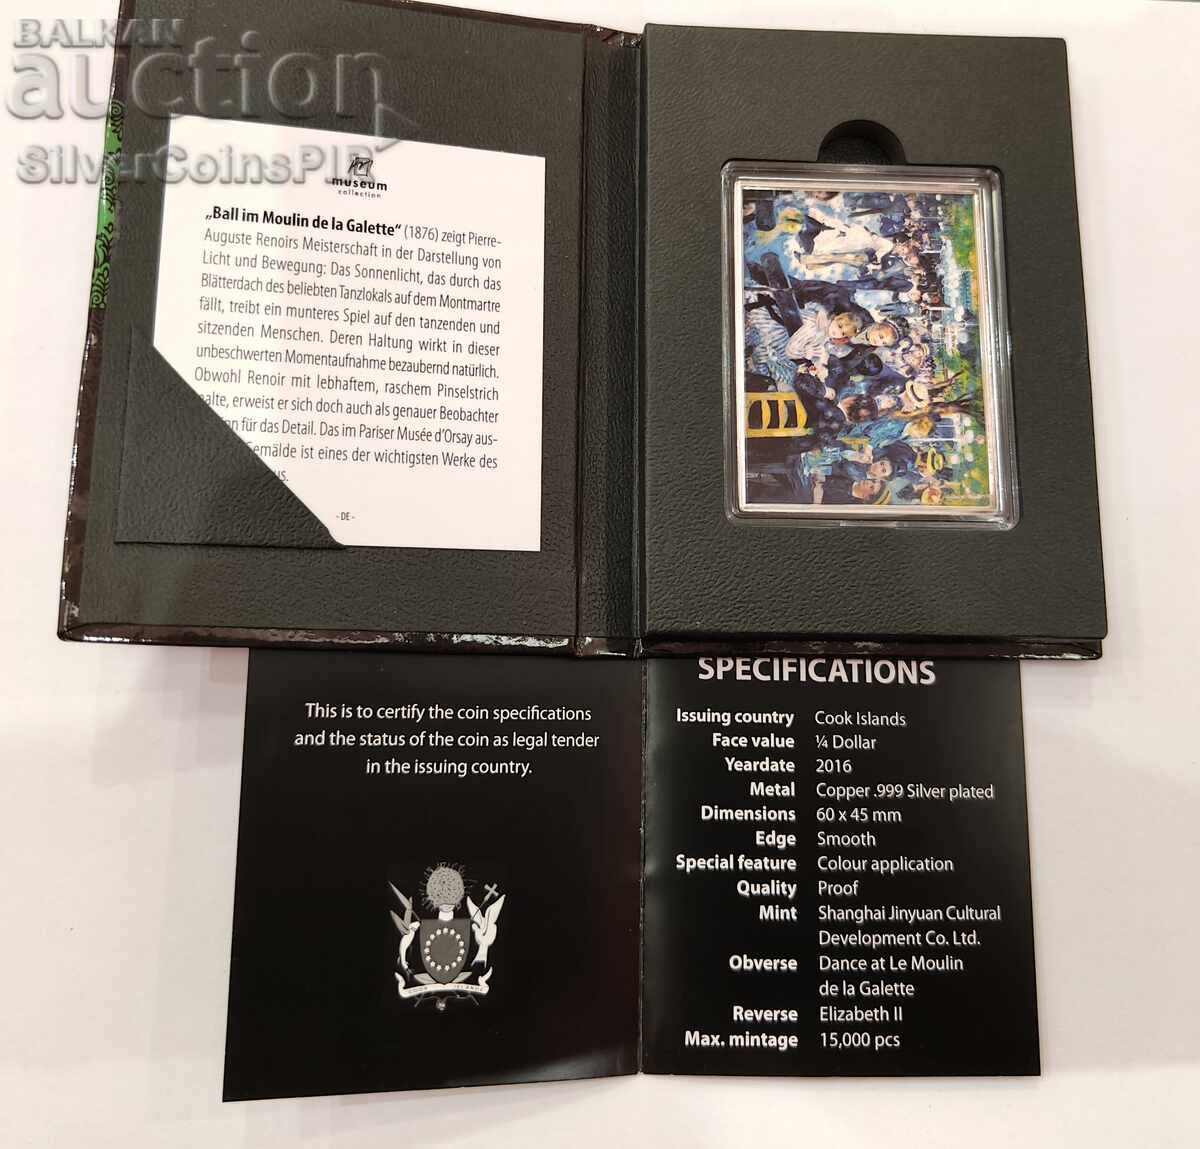 BALKAN
auction
SilverCoinsPIP
museum
collection
„Ball im Moulin de la Galette“ (1876) zeigt Pierre-
Auguste Renoirs Meisterschaft in der Darstellung von
Licht und Bewegung: Das Sonnenlicht, das durch das
Blätterdach des beliebten Tanzlokals auf dem Montmartre
fällt, treibt ein munteres Spiel auf den tanzenden und
sitzenden Menschen. Deren Haltung wirkt in dieser
unbeschwerten Momentaufnahme bezaubernd natürlich.
Obwohl Renoir mit lebhaftem, raschem Pinselstrich
malte, erweist er sich doch auch als genauer Beobachter
für das Detail. Das im Pariser Musée d'Orsay aus-
Gemälde ist eines der wichtigsten Werke des
- DE -
This is to certify the coin specifications
and the status of the coin as legal tender
in the issuing country.
COOK ISLANDS
SPECIFICATIONS
Issuing country Cook Islands
Face value ¼ Dollar
Yeardate 2016
Metal Copper .999 Silver plated
Dimensions 60 x 45 mm
Edge Smooth
Special feature Colour application
Quality Proof
Mint Shanghai Jinyuan Cultural
Development Co. Ltd.
Obverse Dance at Le Moulin
de la Galette
Reverse Elizabeth II
Max. mintage 15,000 pcs